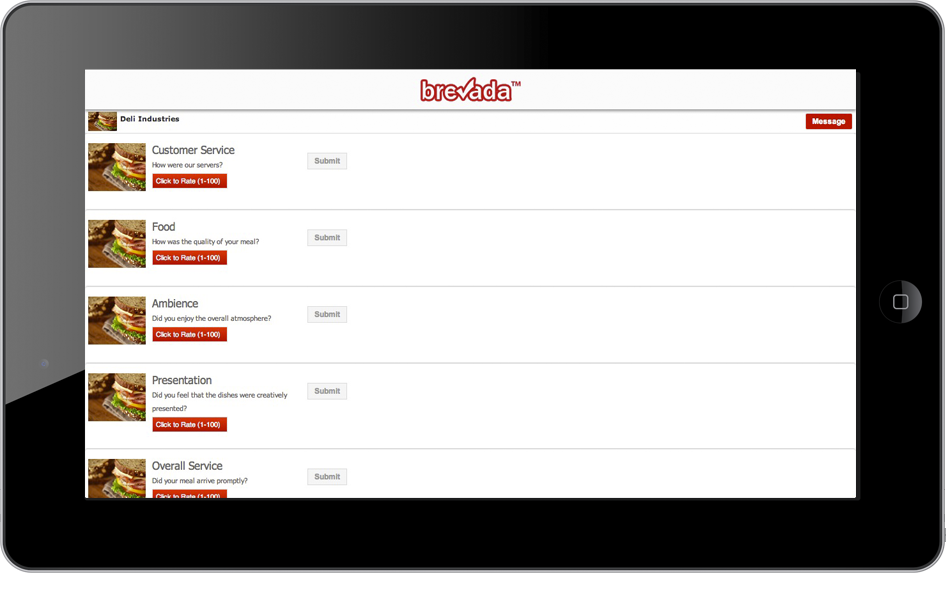 brevada™
Deli Industries
Message
Customer Service
How were our servers?
Submit
Click to Rate (1-100)
Food
How was the quality of your meal?
Submit
Click to Rate (1-100)
Ambience
Did you enjoy the overall atmosphere?
Submit
Click to Rate (1-100)
Presentation
Did you feel that the dishes were creatively
presented?
Submit
Click to Rate (1-100)
Overall Service
Did your meal arrive promptly?
Submit
Click to Rate (1-100)